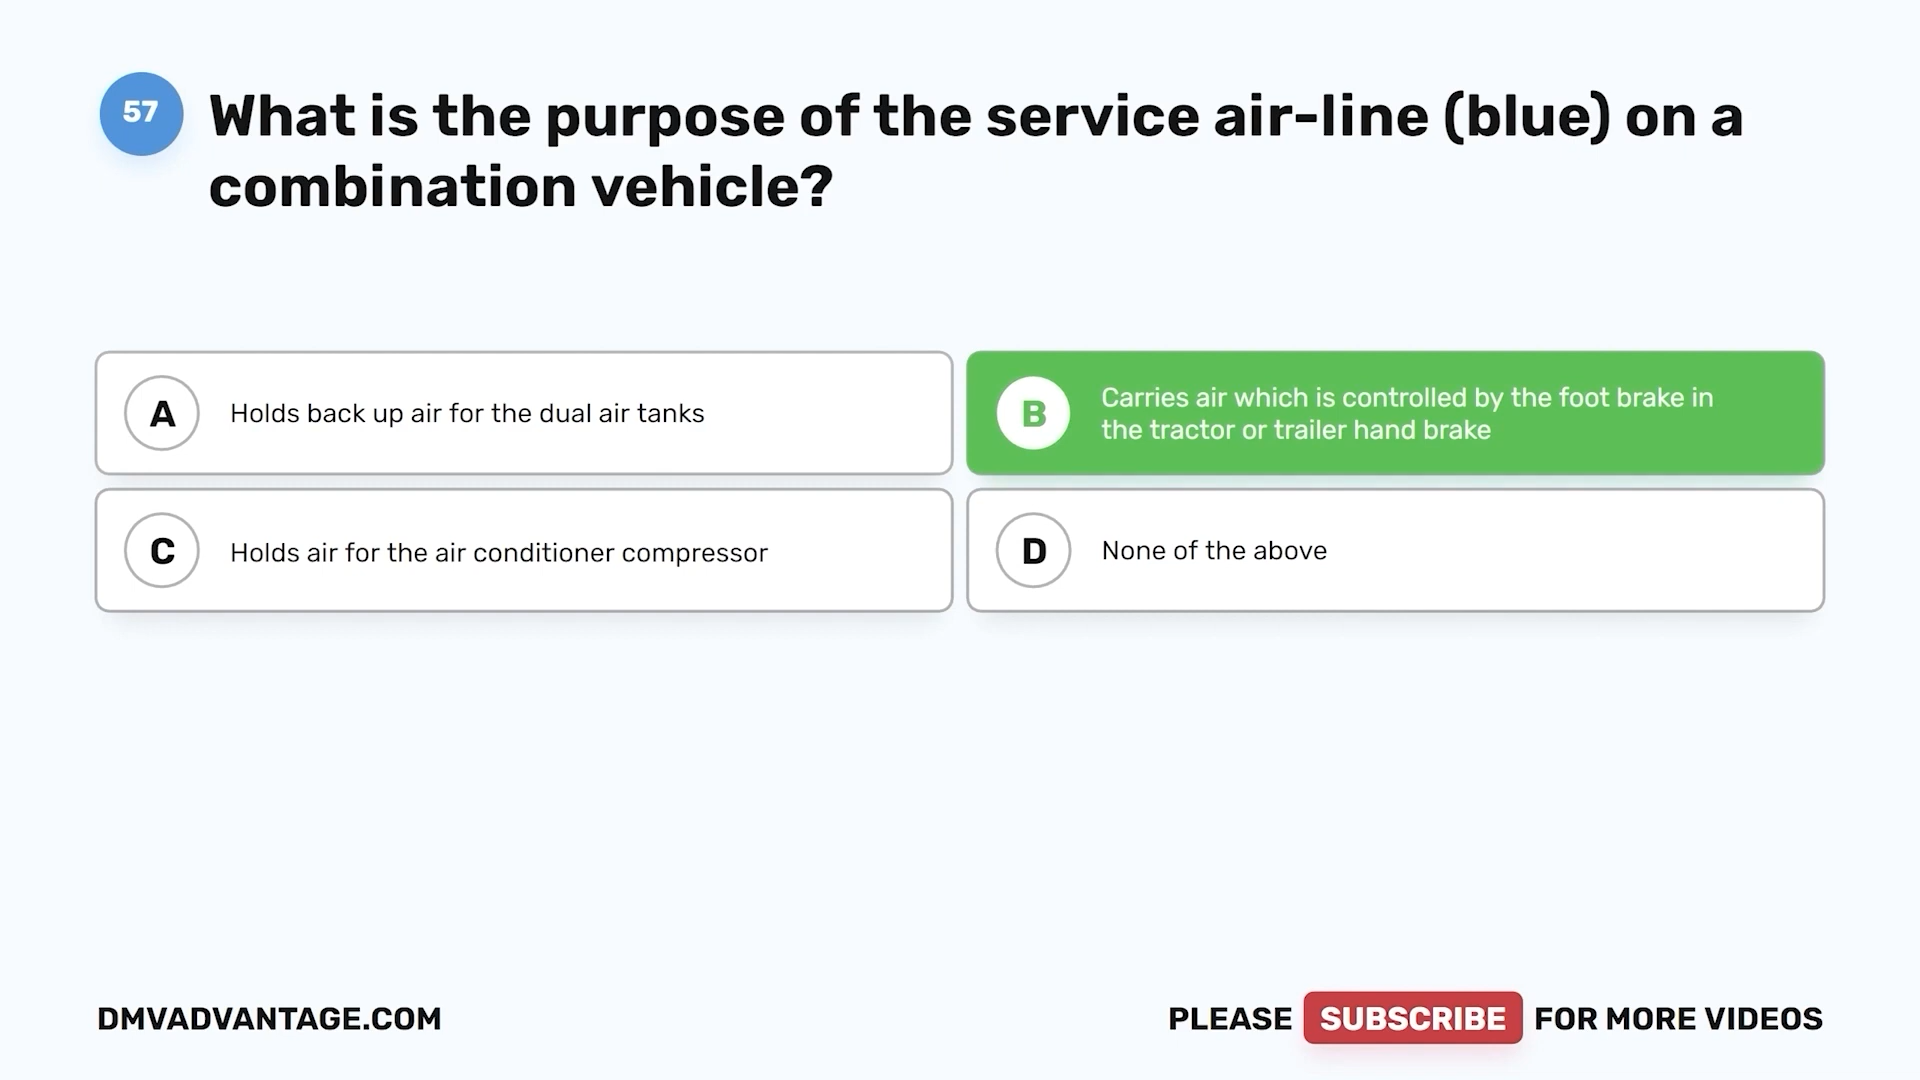 57
What is the purpose of the service air-line (blue) on a
combination vehicle?
A
Holds back up air for the dual air tanks
B
Carries air which is controlled by the foot brake in
the tractor or trailer hand brake
C
Holds air for the air conditioner compressor
D
None of the above
DMVADVANTAGE.COM
PLEASE SUBSCRIBE FOR MORE VIDEOS